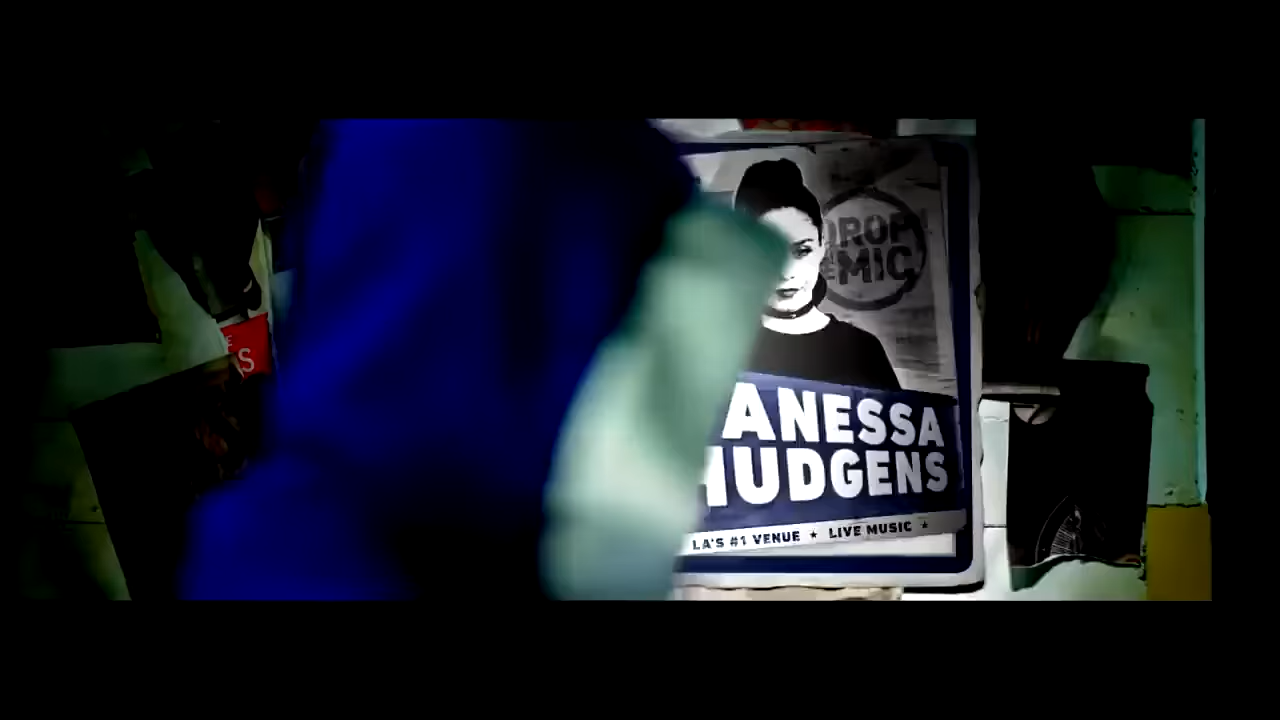 DROP
MIC
ANESSA
HUDGENS
LA'S #1 VENUE ★ LIVE MUSIC ★
S